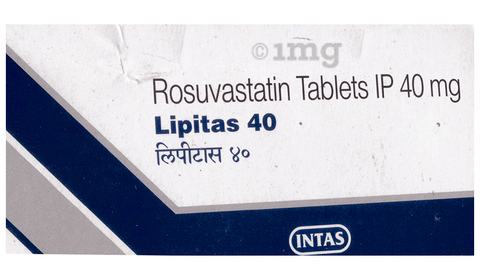 ©1mg
Rosuvastatin Tablets IP 40 mg
Lipitas 40
लिपीटास ४०
INTAS